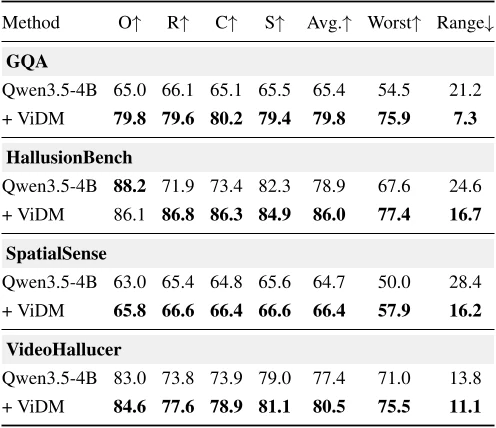 Method O↑ R↑ C↑ S↑ Avg.↑ Worst↑ Range↓
GQA
Qwen3.5-4B 65.0 66.1 65.1 65.5 65.4 54.5 21.2
+ ViDM 79.8 79.6 80.2 79.4 79.8 75.9 7.3
HallusionBench
Qwen3.5-4B 88.2 71.9 73.4 82.3 78.9 67.6 24.6
+ ViDM 86.1 86.8 86.3 84.9 86.0 77.4 16.7
SpatialSense
Qwen3.5-4B 63.0 65.4 64.8 65.6 64.7 50.0 28.4
+ ViDM 65.8 66.6 66.4 66.6 66.4 57.9 16.2
VideoHallucer
Qwen3.5-4B 83.0 73.8 73.9 79.0 77.4 71.0 13.8
+ ViDM 84.6 77.6 78.9 81.1 80.5 75.5 11.1